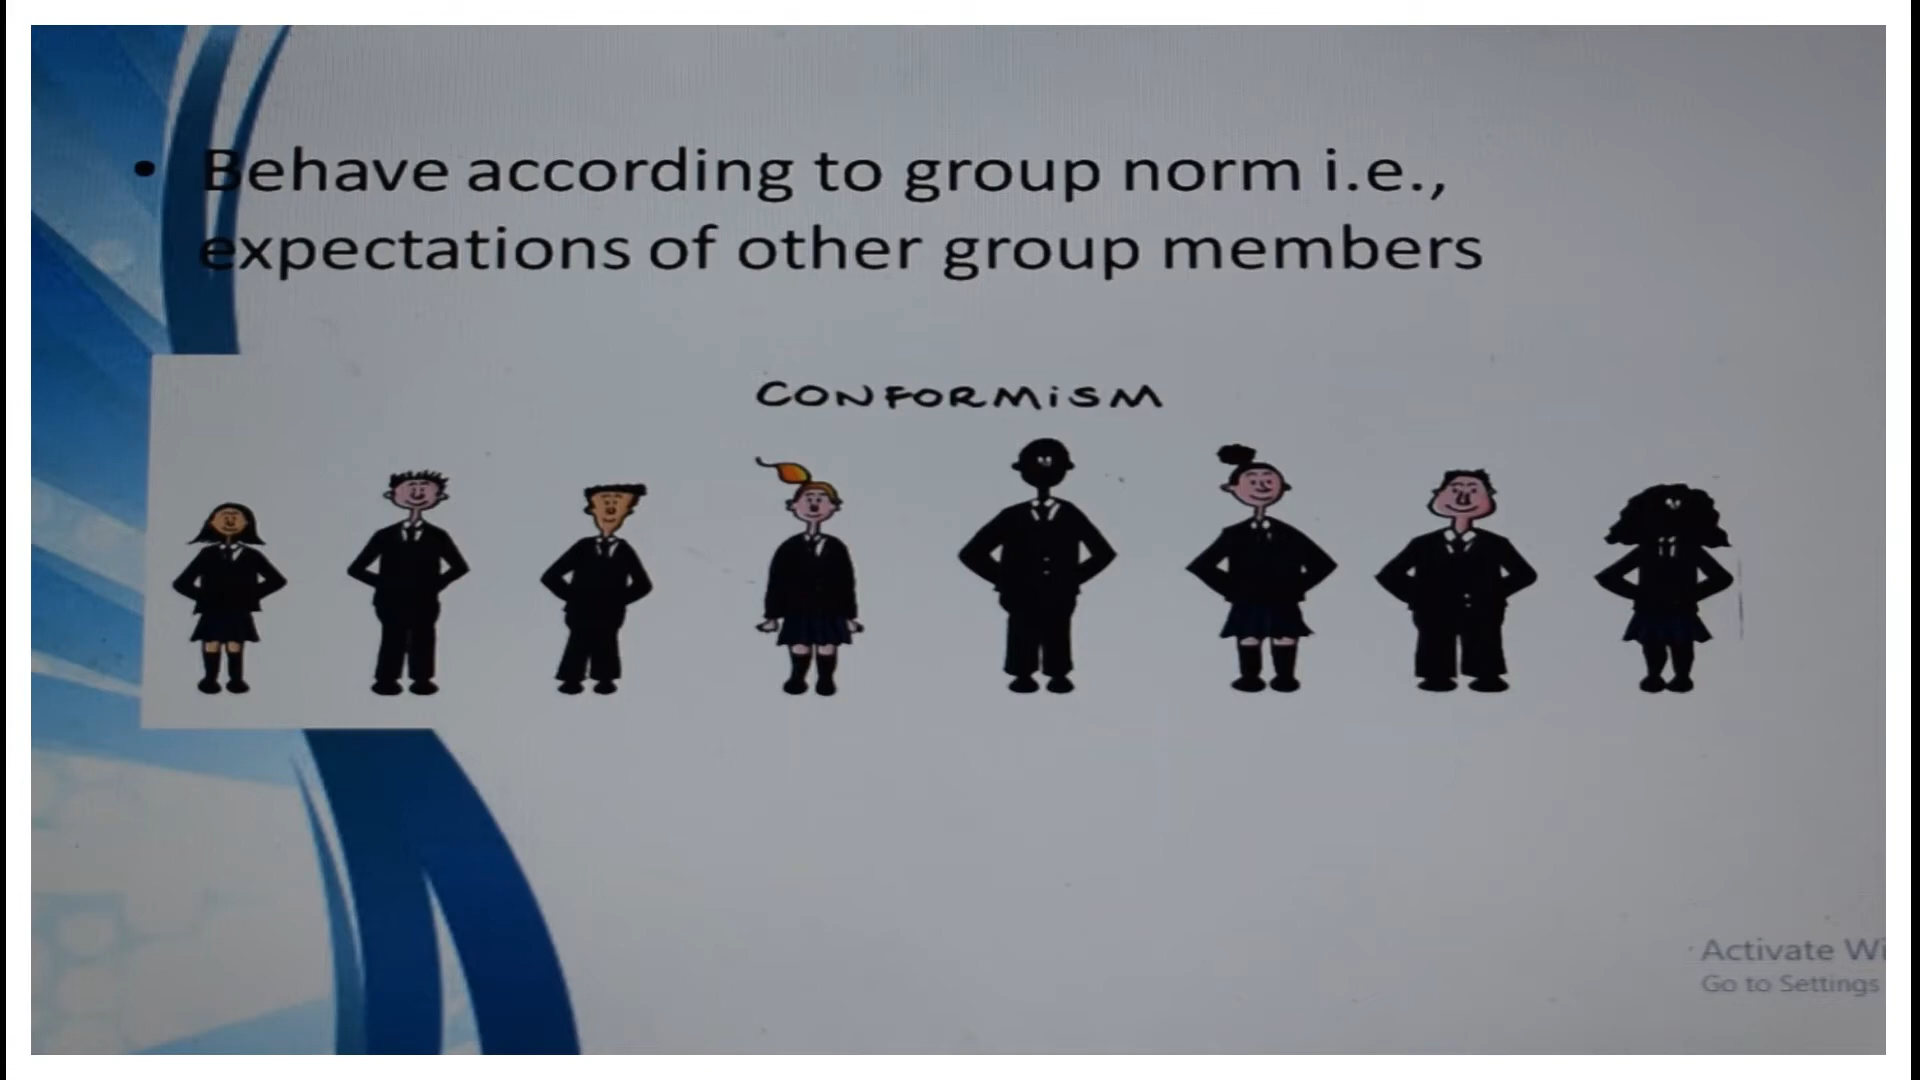 • Behave according to group norm i.e.,
expectations of other group members
CONFORMiSM
Activate Wi
Go to Settings